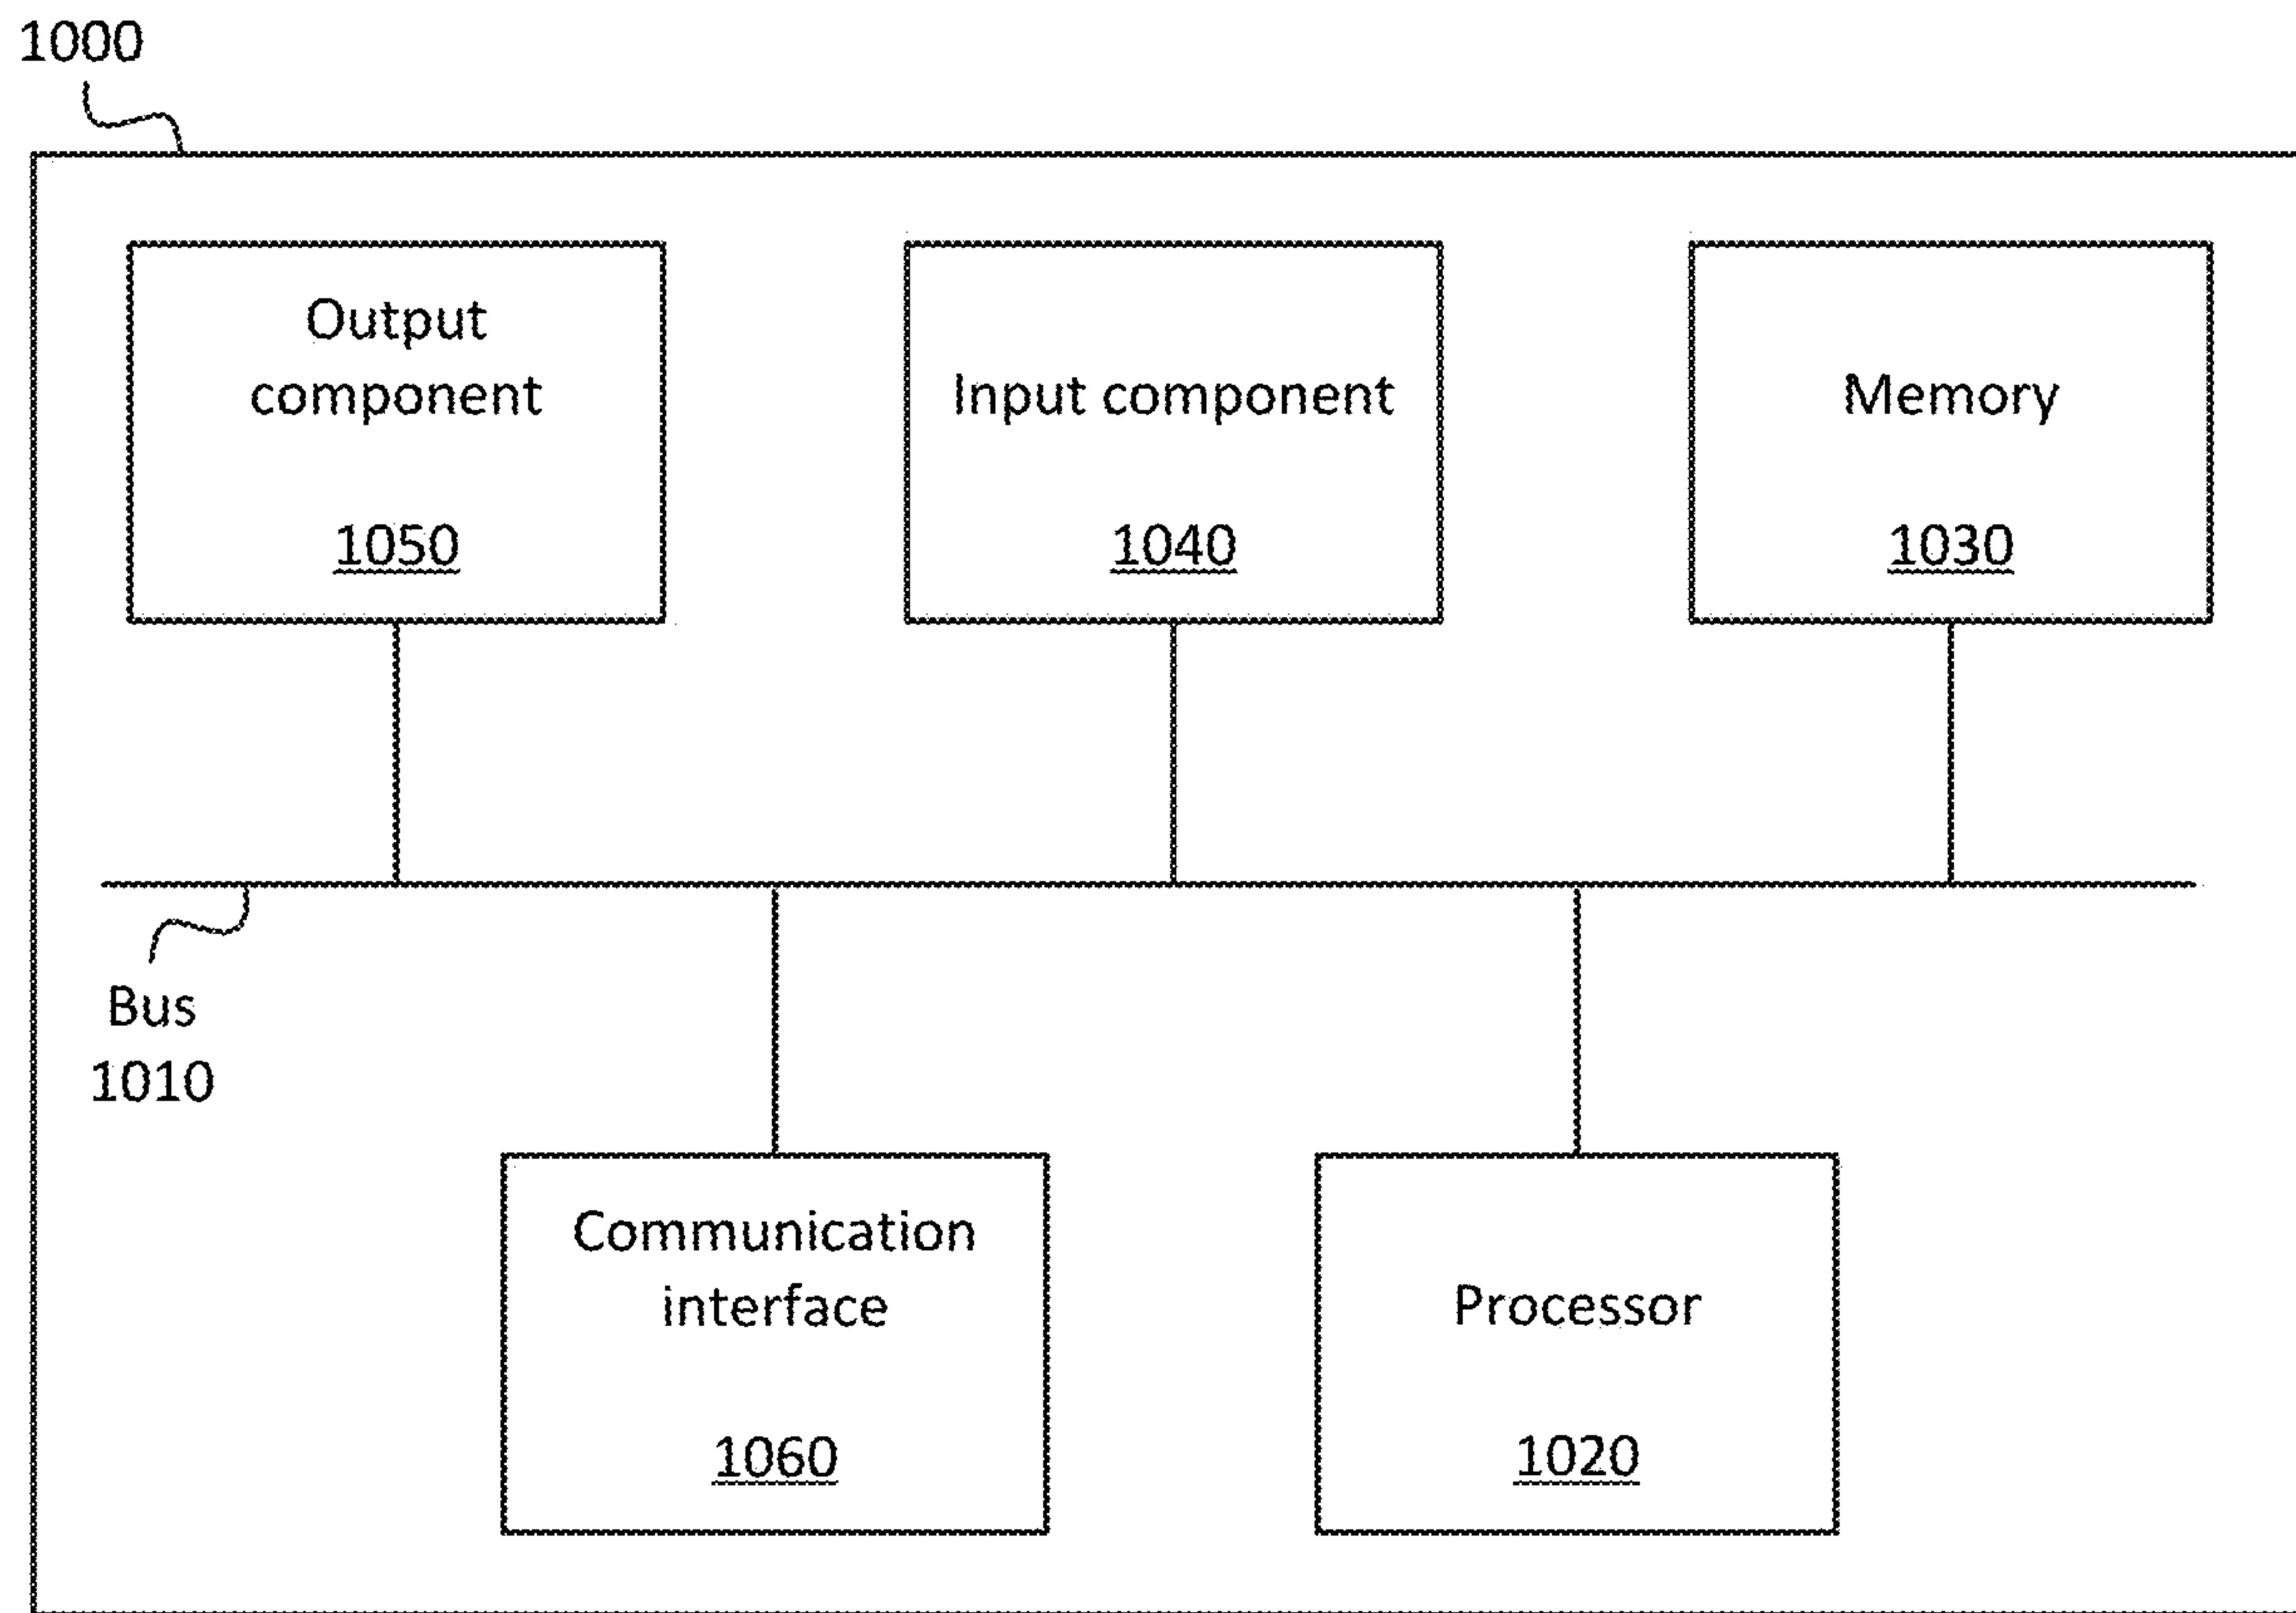 1000
Output
component
1050
Input component
1040
Memory
1030
Bus
1010
Communication
interface
1060
Processor
1020